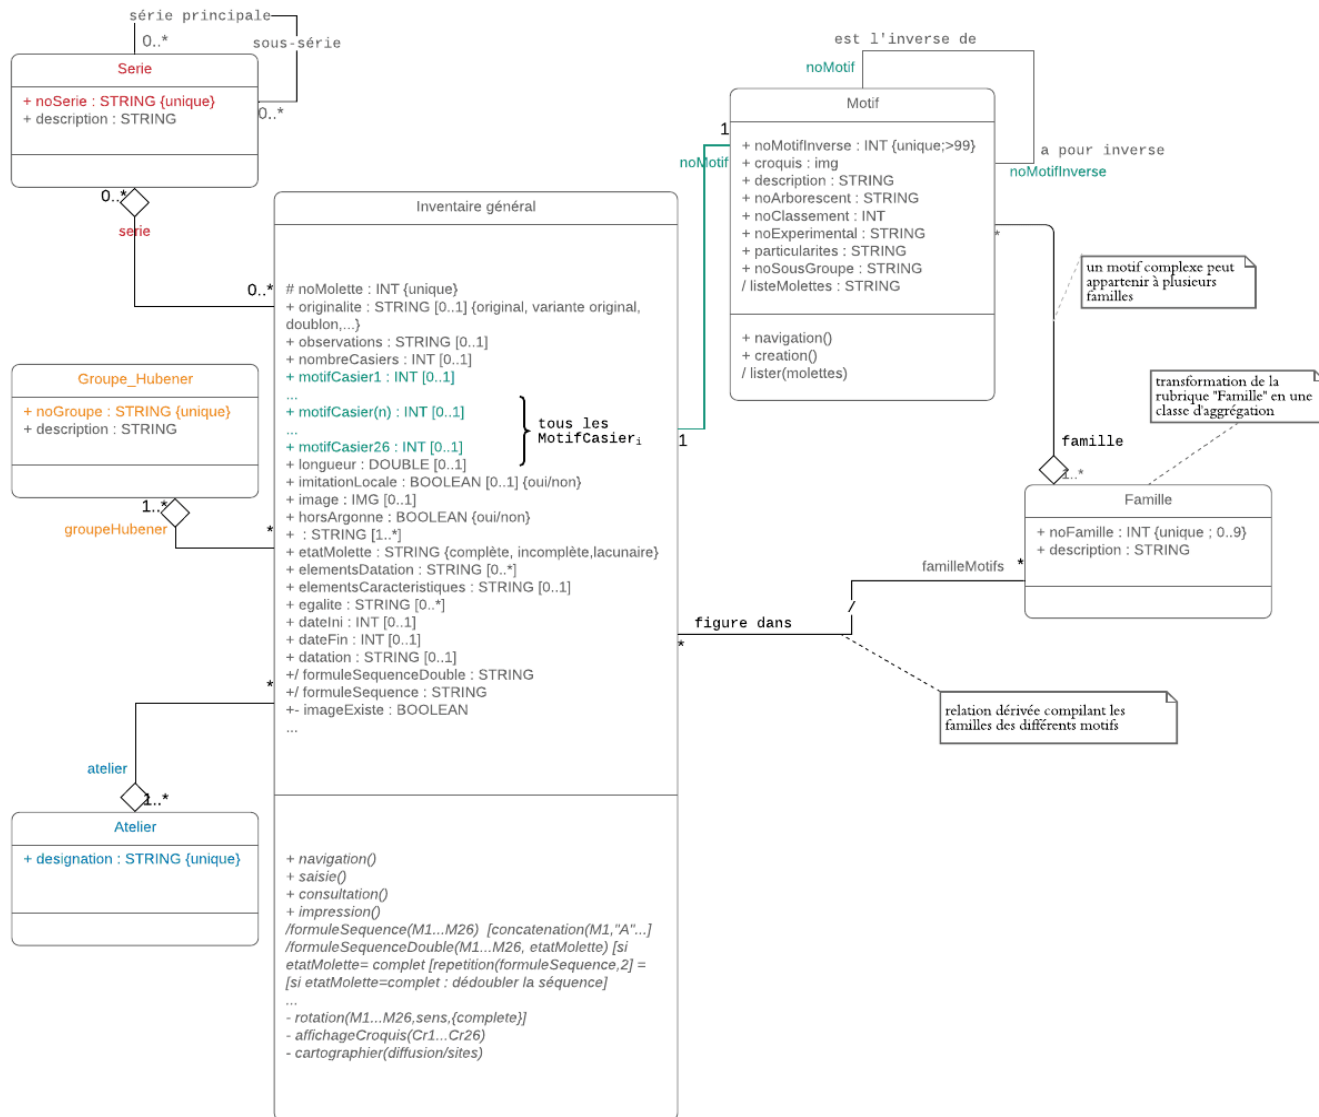 série principale
0..*
sous-série
Serie
+ noSerie : STRING {unique}
+ description : STRING
0..*
0..*
serie
0..*
Groupe_Hubener
+ noGroupe : STRING {unique}
+ description : STRING
1..*
groupeHubener
*
*
atelier
1..*
Atelier
+ designation : STRING {unique}
Inventaire général
# noMolette : INT {unique}
+ originalite : STRING [0..1] {original, variante original,
doublon,...}
+ observations : STRING [0..1]
+ nombreCasiers : INT [0..1]
+ motifCasier1 : INT [0..1]
...
+ motifCasier(n) : INT [0..1]
...
+ motifCasier26 : INT [0..1]
+ longueur : DOUBLE [0..1]
+ imitationLocale : BOOLEAN [0..1] {oui/non}
+ image : IMG [0..1]
+ horsArgonne : BOOLEAN {oui/non}
+  : STRING [1..*]
+ etatMolette : STRING {complète, incomplète,lacunaire}
+ elementsDatation : STRING [0..*]
+ elementsCaracteristiques : STRING [0..1]
+ egalite : STRING [0..*]
+ dateIni : INT [0..1]
+ dateFin : INT [0..1]
+ datation : STRING [0..1]
+/ formuleSequenceDouble : STRING
+/ formuleSequence : STRING
+- imageExiste : BOOLEAN
...
tous les
MotifCasieri
+ navigation()
+ saisie()
+ consultation()
+ impression()
/formuleSequence(M1...M26)  [concatenation(M1,"A"...]
/formuleSequenceDouble(M1...M26, etatMolette) [si
etatMolette= complet [repetition(formuleSequence,2] =
[si etatMolette=complet : dédoubler la séquence]
...
- rotation(M1...M26,sens,{complete}]
- affichageCroquis(Cr1...Cr26)
- cartographier(diffusion/sites)
est l'inverse de
noMotif
Motif
1
noMotif
+ noMotifInverse : INT {unique;>99}
+ croquis : img
+ description : STRING
+ noArborescent : STRING
+ noClassement : INT
+ noExperimental : STRING
+ particularites : STRING
+ noSousGroupe : STRING
/ listeMolettes : STRING
+ navigation()
+ creation()
/ lister(molettes)
a pour inverse
noMotifInverse
*
un motif complexe peut
appartenir à plusieurs
familles
transformation de la
rubrique "Famille" en une
classe d'aggrégation
1
famille
1..*
Famille
+ noFamille : INT {unique ; 0..9}
+ description : STRING
familleMotifs
*
/
figure dans
*
relation dérivée compilant les
familles des différents motifs